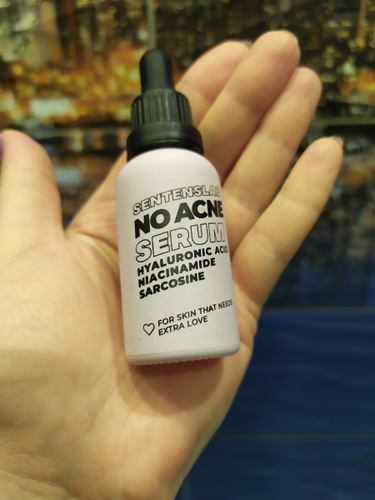 SENTENSLAB
NO ACNE
SERUM
HYALURONIC ACID
NIACINAMIDE
SARCOSINE
FOR SKIN THAT NEEDS
EXTRA LOVE